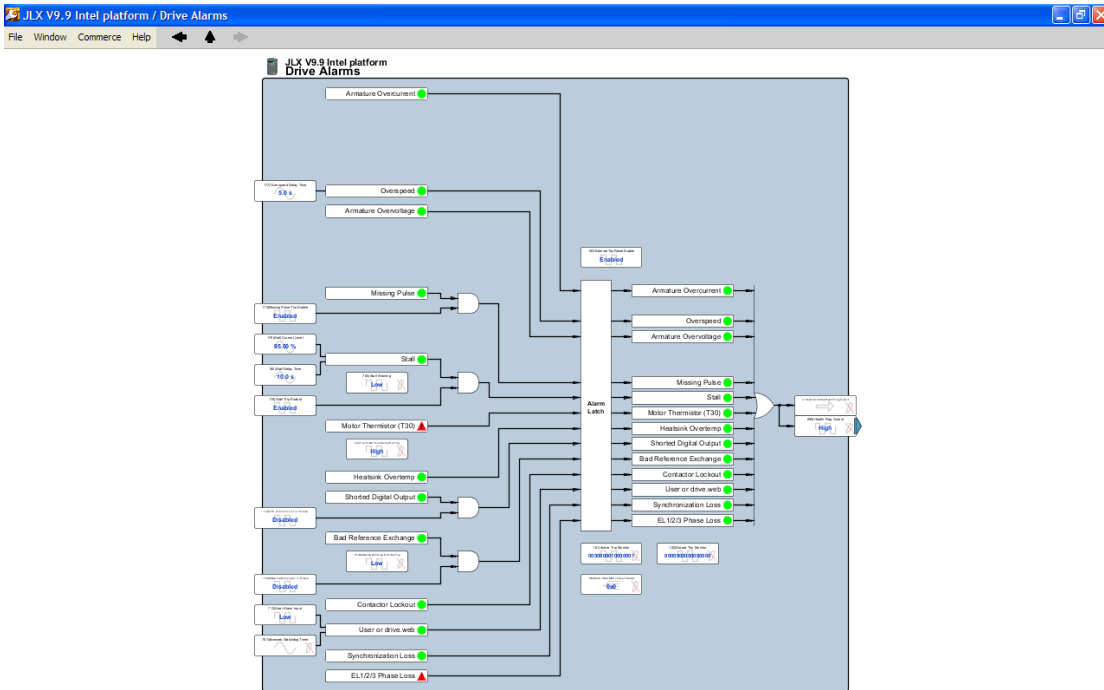 JLX V9.9 Intel platform / Drive Alarms
File Window Commerce Help
JLX V9.9 Intel platform
Drive Alarms
Armature Overcurrent
5.0 s
Overspeed
Armature Overvoltage
Enabled
Missing Pulse
Enabled
95.00 %
Stall
10.0 s
Low
Enabled
Motor Thermistor (T30)
High
Heatsink Overtemp
Shorted Digital Output
Disabled
Bad Reference Exchange
Low
Disabled
Contactor Lockout
Low
User or drive.web
Synchronization Loss
EL1/2/3 Phase Loss
Alarm
Latch
Armature Overcurrent
Overspeed
Armature Overvoltage
Missing Pulse
Stall
Motor Thermistor (T30)
Heatsink Overtemp
Shorted Digital Output
Bad Reference Exchange
Contactor Lockout
User or drive.web
Synchronization Loss
EL1/2/3 Phase Loss
High
0x0